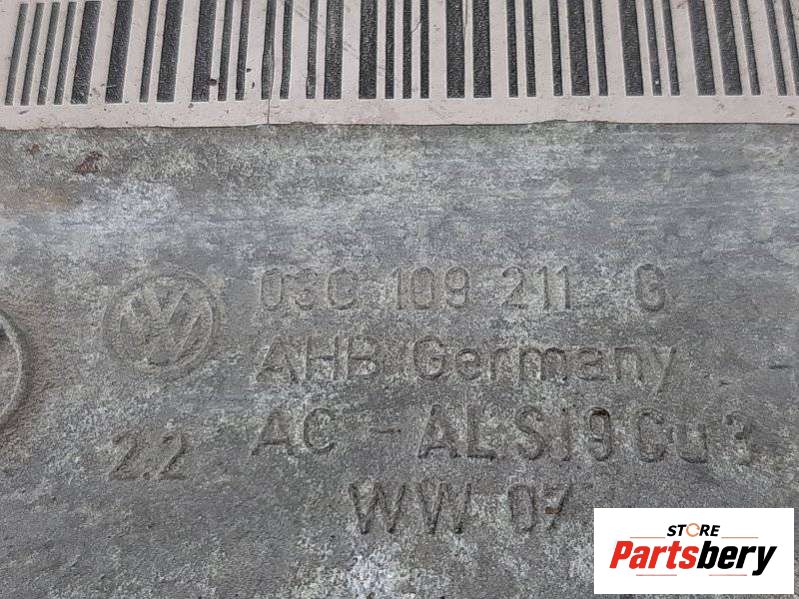 03C 109 211 G
AHB Germany
2.2 AC - ALSI9Cu3
WW 07
STORE
Partsbery